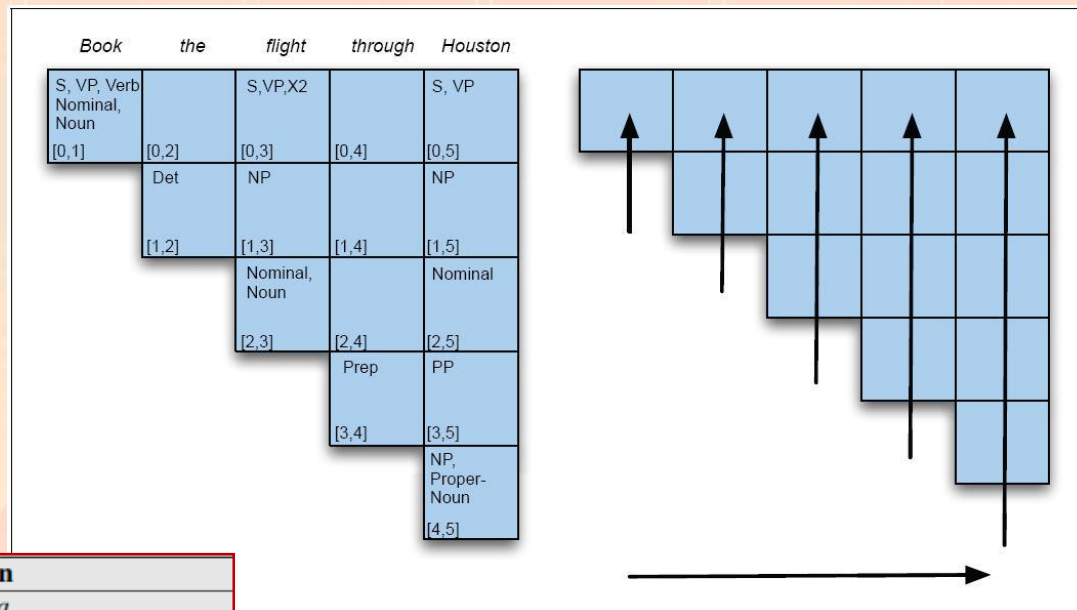 Book the flight through Houston
S, VP, Verb
Nominal,
Noun
[0,1]
[0,2]
S,VP,X2
[0,3]
[0,4]
S, VP
[0,5]
Det
[1,2]
NP
[1,3]
[1,4]
NP
[1,5]
Nominal,
Noun
[2,3]
[2,4]
Nominal
[2,5]
Prep
[3,4]
PP
[3,5]
NP,
Proper-
Noun
[4,5]
n